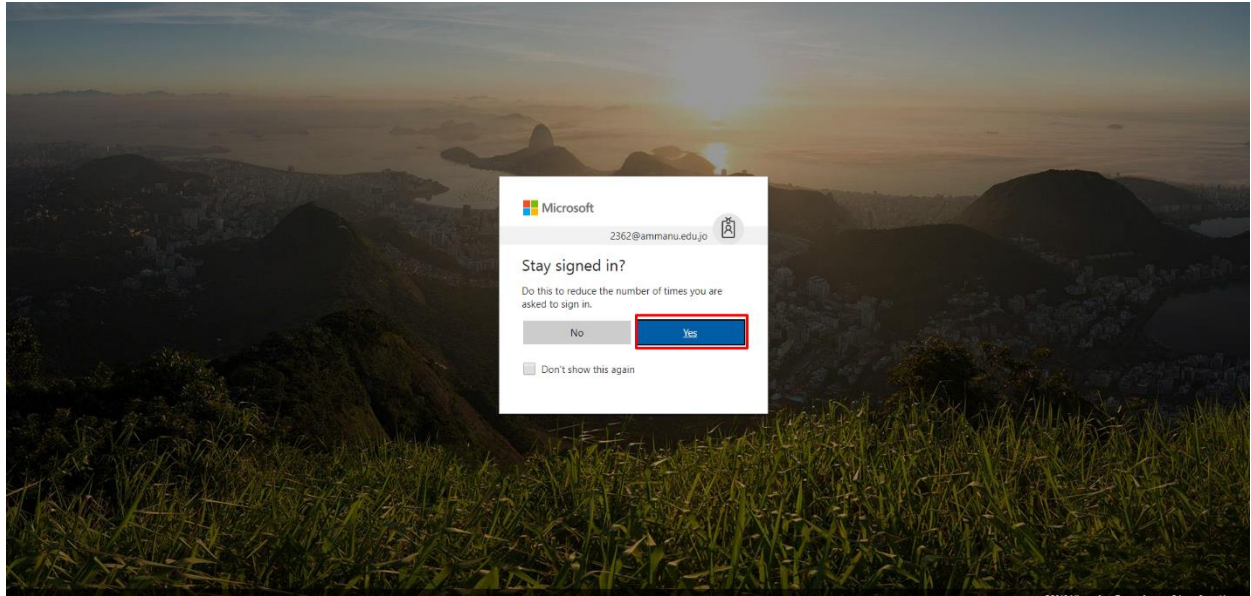 Microsoft
2362@ammanu.edu.jo
Stay signed in?
Do this to reduce the number of times you are
asked to sign in.
No
Yes
Don't show this again